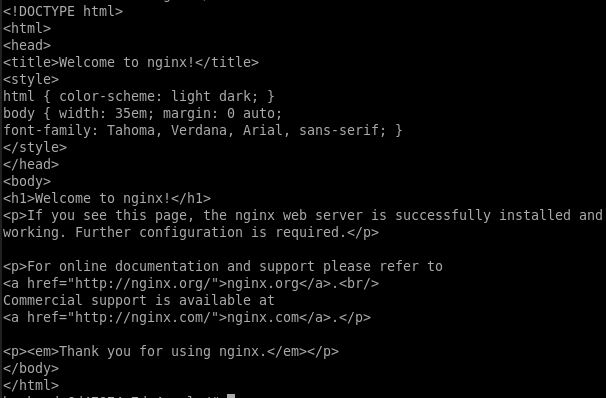 <!DOCTYPE html>
<html>
<head>
<title>Welcome to nginx!</title>
<style>
html { color-scheme: light dark; }
body { width: 35em; margin: 0 auto;
font-family: Tahoma, Verdana, Arial, sans-serif; }
</style>
</head>
<body>
<h1>Welcome to nginx!</h1>
<p>If you see this page, the nginx web server is successfully installed and
working. Further configuration is required.</p>

<p>For online documentation and support please refer to
<a href="http://nginx.org/">nginx.org</a>.<br/>
Commercial support is available at
<a href="http://nginx.com/">nginx.com</a>.</p>

<p><em>Thank you for using nginx.</em></p>
</body>
</html>